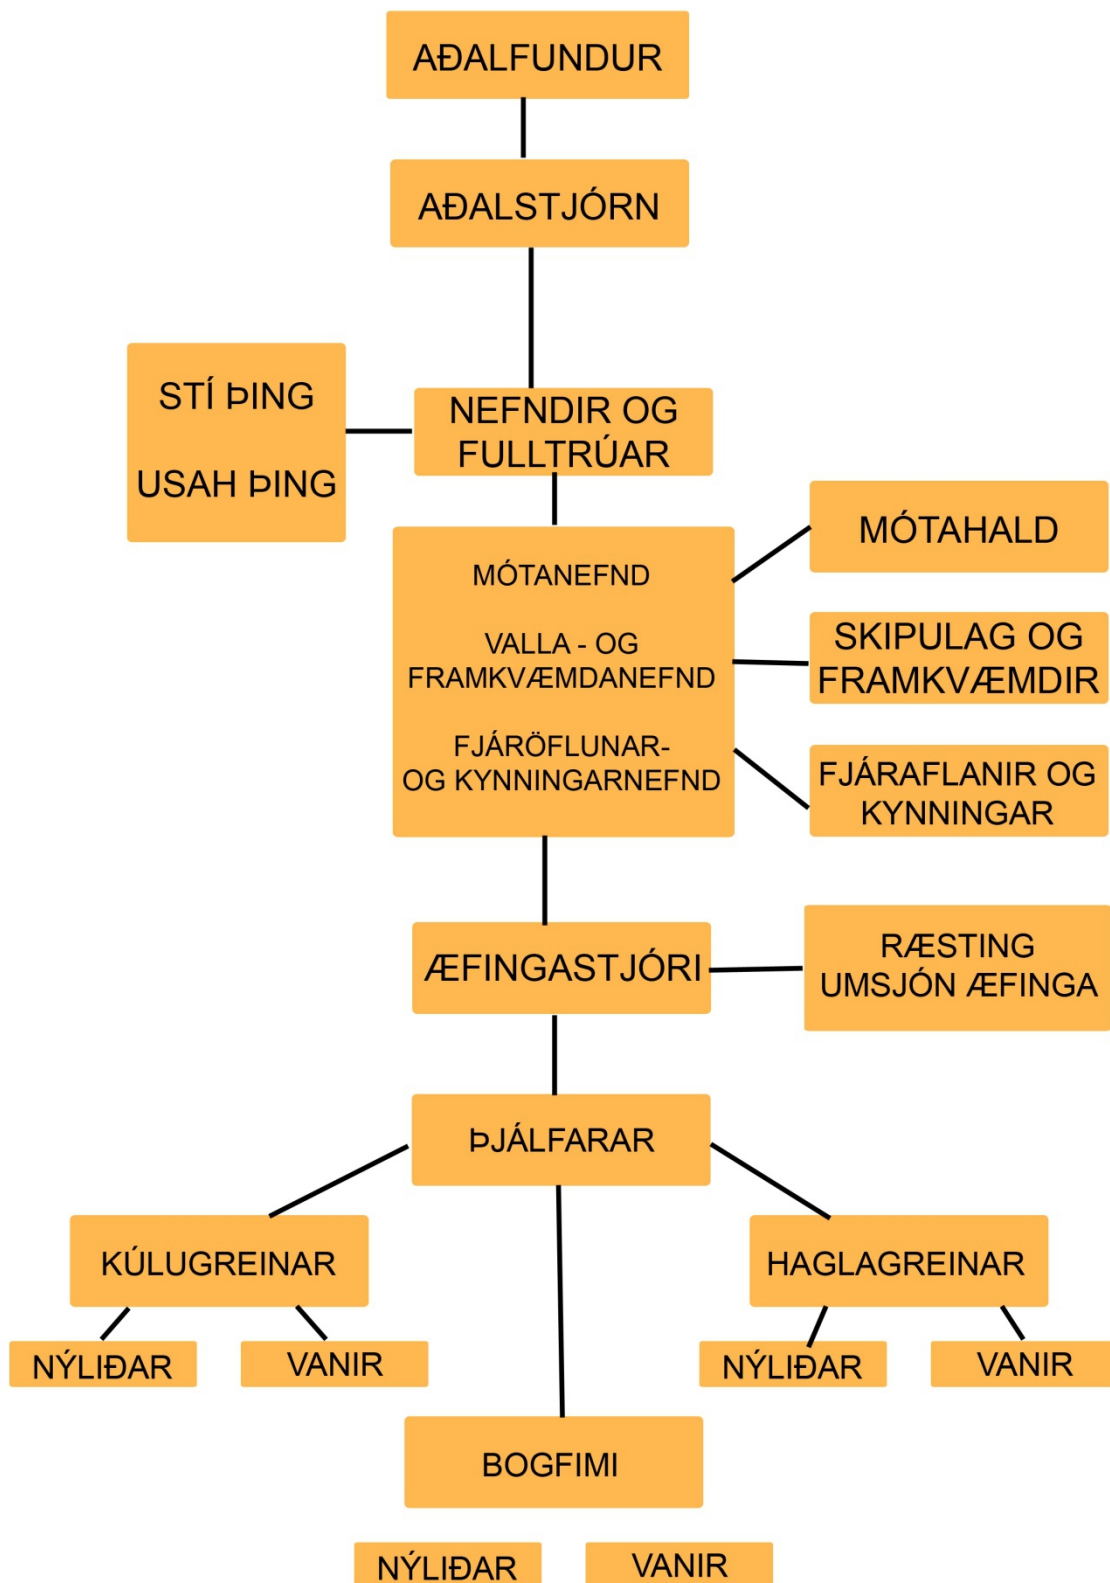 AÐALFUNDUR
AÐALSTJÓRN
STÍ ÞING
USAH ÞING
NEFNDIR OG
FULLTRÚAR
MÓTANEFND
VALLA - OG
FRAMKVÆMDANEFND
FJÁRÖFLUNAR-
OG KYNNINGARNEFND
MÓTAHALD
SKIPULAG OG
FRAMKVÆMDIR
FJÁRAFLANIR OG
KYNNINGAR
ÆFINGASTJÓRI
RÆSTING
UMSJÓN ÆFINGA
ÞJÁLFARAR
KÚLUGREINAR
HAGLAGREINAR
NÝLIÐAR
VANIR
NÝLIÐAR
VANIR
BOGFIMI
NÝLIÐAR
VANIR